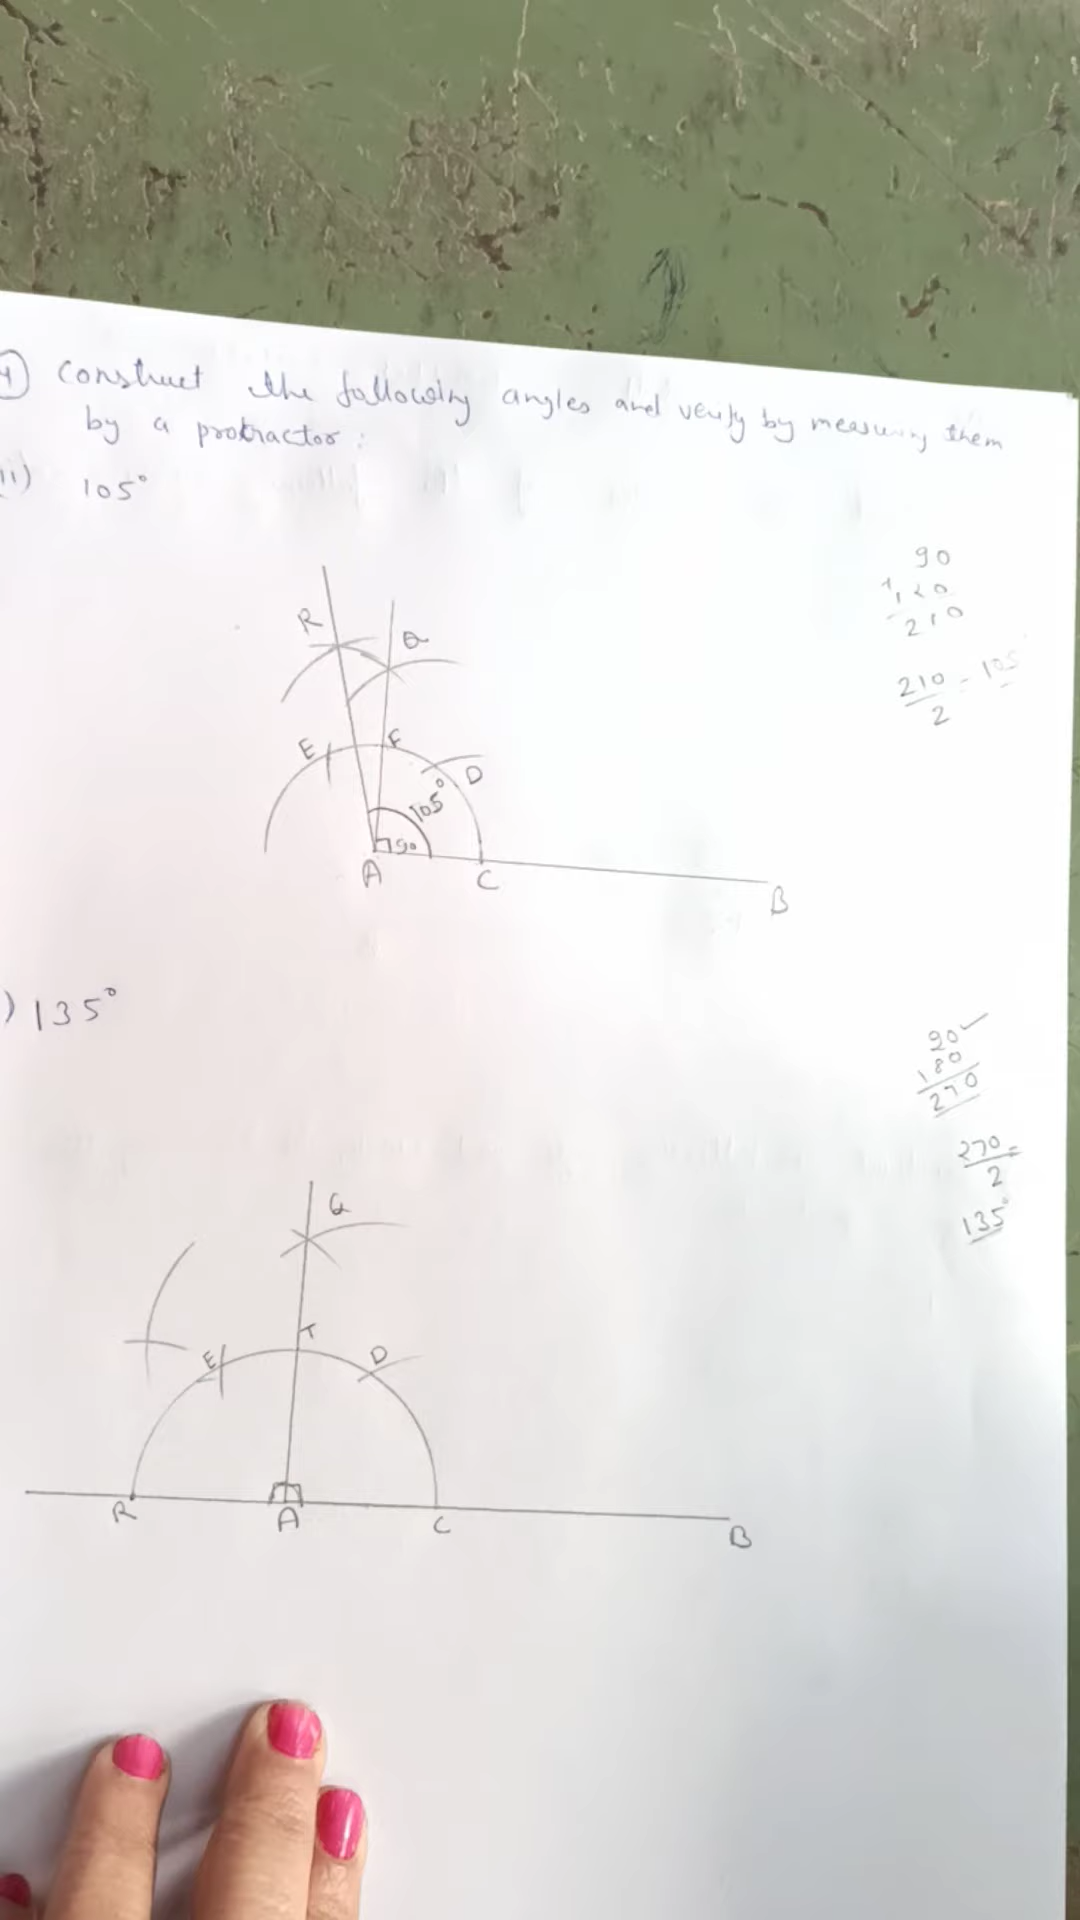 4) Construct the following angles and verify by measuring them
by a protractor:
ii) 105°
90
+120
210
210/2 = 105
R
Q
E
F
D
105°
90
A
C
B
) 135°
90
180
270
270/2 =
135°
Q
T
E
D
R
A
C
B